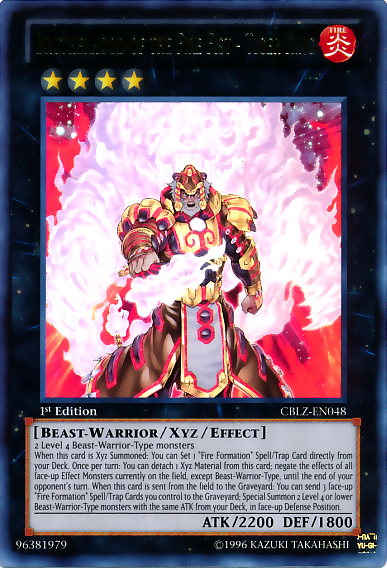 FIRE
炎
1st Edition
CBLZ-EN048
[BEAST-WARRIOR/XYZ/EFFECT]
2 Level 4 Beast-Warrior-Type monsters
When this card is Xyz Summoned: You can Set 1 "Fire Formation" Spell/Trap Card directly from
your Deck. Once per turn: You can detach 1 Xyz Material from this card; negate the effects of all
face-up Effect Monsters currently on the field, except Beast-Warrior-Type, until the end of your
opponent's turn. When this card is sent from the field to the Graveyard: You can send 3 face-up
"Fire Formation" Spell/Trap Cards you control to the Graveyard; Special Summon 2 Level 4 or lower
Beast-Warrior-Type monsters with the same ATK from your Deck, in face-up Defense Position.
ATK/2200 DEF/1800
96381979
©1996 KAZUKI TAKAHASHI